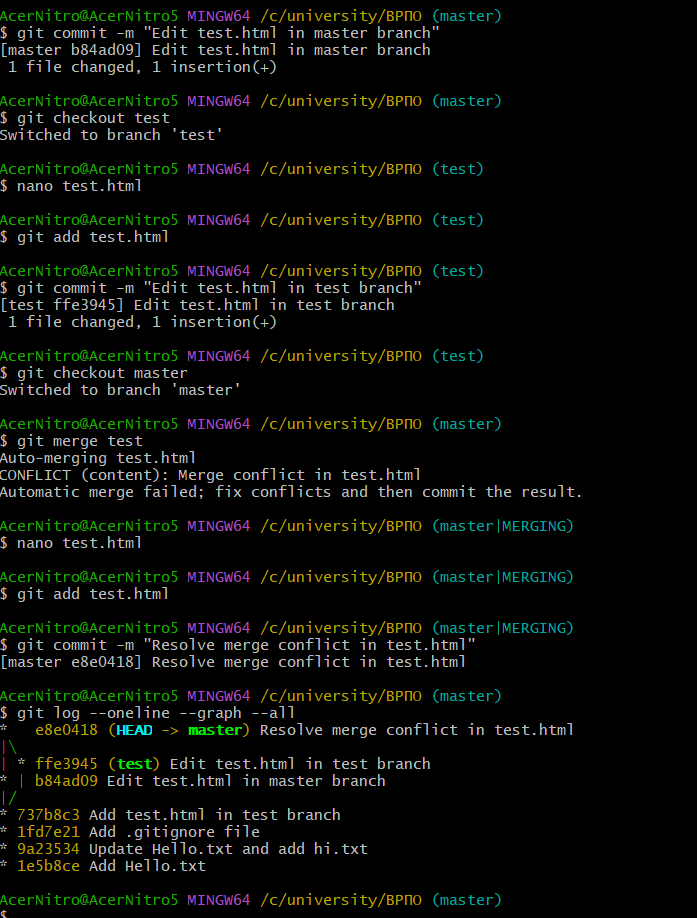 AcerNitro@AcerNitro5 MINGW64 /c/university/ВРПО (master)
$ git commit -m "Edit test.html in master branch"
[master b84ad09] Edit test.html in master branch
 1 file changed, 1 insertion(+)
AcerNitro@AcerNitro5 MINGW64 /c/university/ВРПО (master)
$ git checkout test
Switched to branch 'test'
AcerNitro@AcerNitro5 MINGW64 /c/university/ВРПО (test)
$ nano test.html
AcerNitro@AcerNitro5 MINGW64 /c/university/ВРПО (test)
$ git add test.html
AcerNitro@AcerNitro5 MINGW64 /c/university/ВРПО (test)
$ git commit -m "Edit test.html in test branch"
[test ffe3945] Edit test.html in test branch
 1 file changed, 1 insertion(+)
AcerNitro@AcerNitro5 MINGW64 /c/university/ВРПО (test)
$ git checkout master
Switched to branch 'master'
AcerNitro@AcerNitro5 MINGW64 /c/university/ВРПО (master)
$ git merge test
Auto-merging test.html
CONFLICT (content): Merge conflict in test.html
Automatic merge failed; fix conflicts and then commit the result.
AcerNitro@AcerNitro5 MINGW64 /c/university/ВРПО (master|MERGING)
$ nano test.html
AcerNitro@AcerNitro5 MINGW64 /c/university/ВРПО (master|MERGING)
$ git add test.html
AcerNitro@AcerNitro5 MINGW64 /c/university/ВРПО (master|MERGING)
$ git commit -m "Resolve merge conflict in test.html"
[master e8e0418] Resolve merge conflict in test.html
AcerNitro@AcerNitro5 MINGW64 /c/university/ВРПО (master)
$ git log --oneline --graph --all
*   e8e0418 (HEAD -> master) Resolve merge conflict in test.html
|\
| * ffe3945 (test) Edit test.html in test branch
* | b84ad09 Edit test.html in master branch
|/
* 737b8c3 Add test.html in test branch
* 1fd7e21 Add .gitignore file
* 9a23534 Update Hello.txt and add hi.txt
* 1e5b8ce Add Hello.txt
AcerNitro@AcerNitro5 MINGW64 /c/university/ВРПО (master)
$